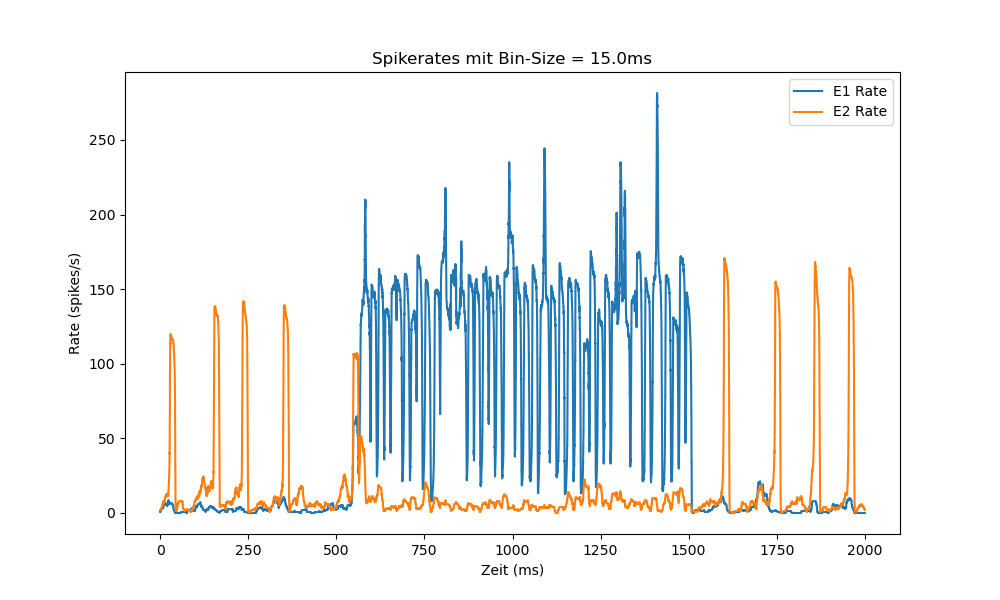 Spikerates mit Bin-Size = 15.0ms
E1 Rate
E2 Rate
250
200
150
100
50
0
Rate (spikes/s)
0 250 500 750 1000 1250 1500 1750 2000
Zeit (ms)